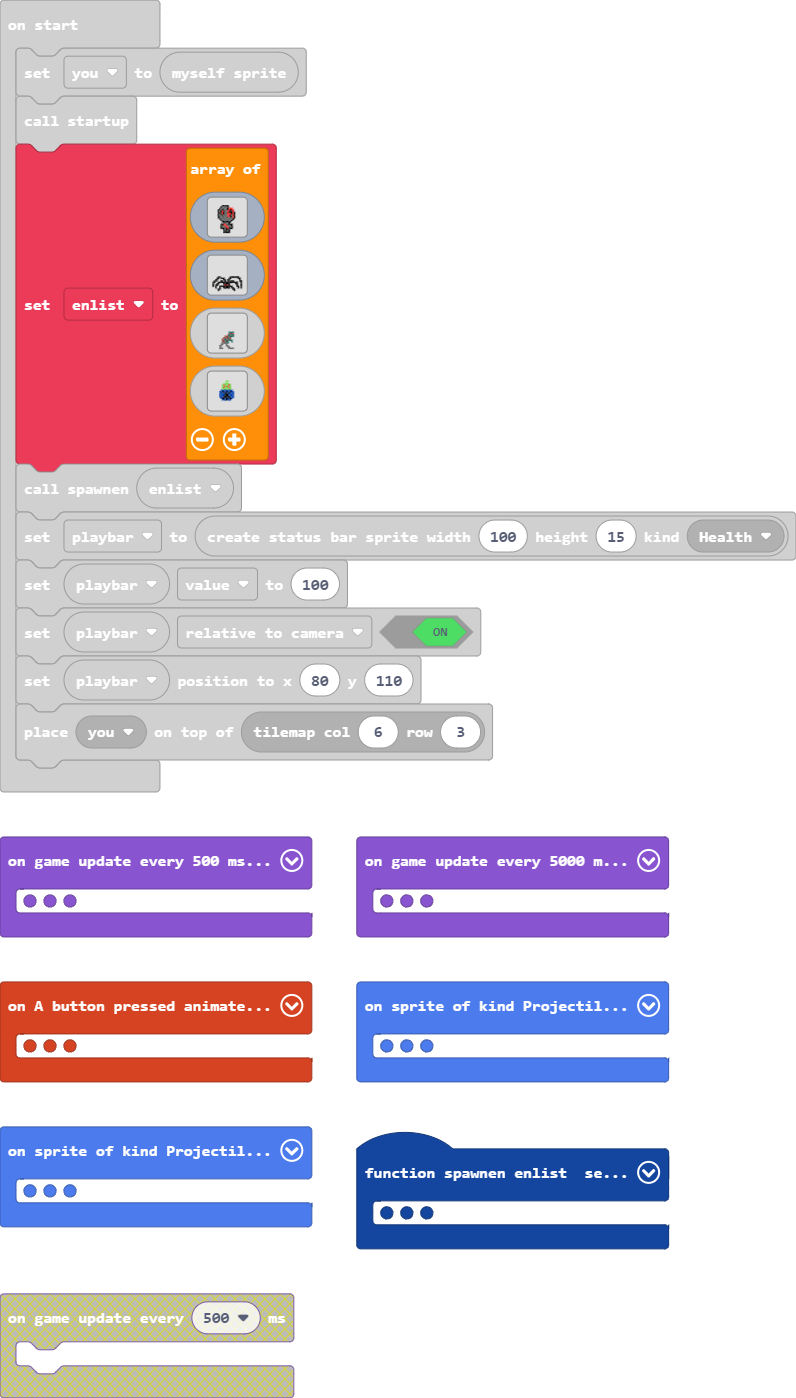 on start
set you to myself sprite
call startup
array of
set enlist to
call spawnen enlist
set playbar to create status bar sprite width 100 height 15 kind Health
set playbar value to 100
set playbar relative to camera ON
set playbar position to x 80 y 110
place you on top of tilemap col 6 row 3
on game update every 500 ms...
on game update every 5000 m...
on A button pressed animate...
on sprite of kind Projectil...
on sprite of kind Projectil...
function spawnen enlist se...
on game update every 500 ms